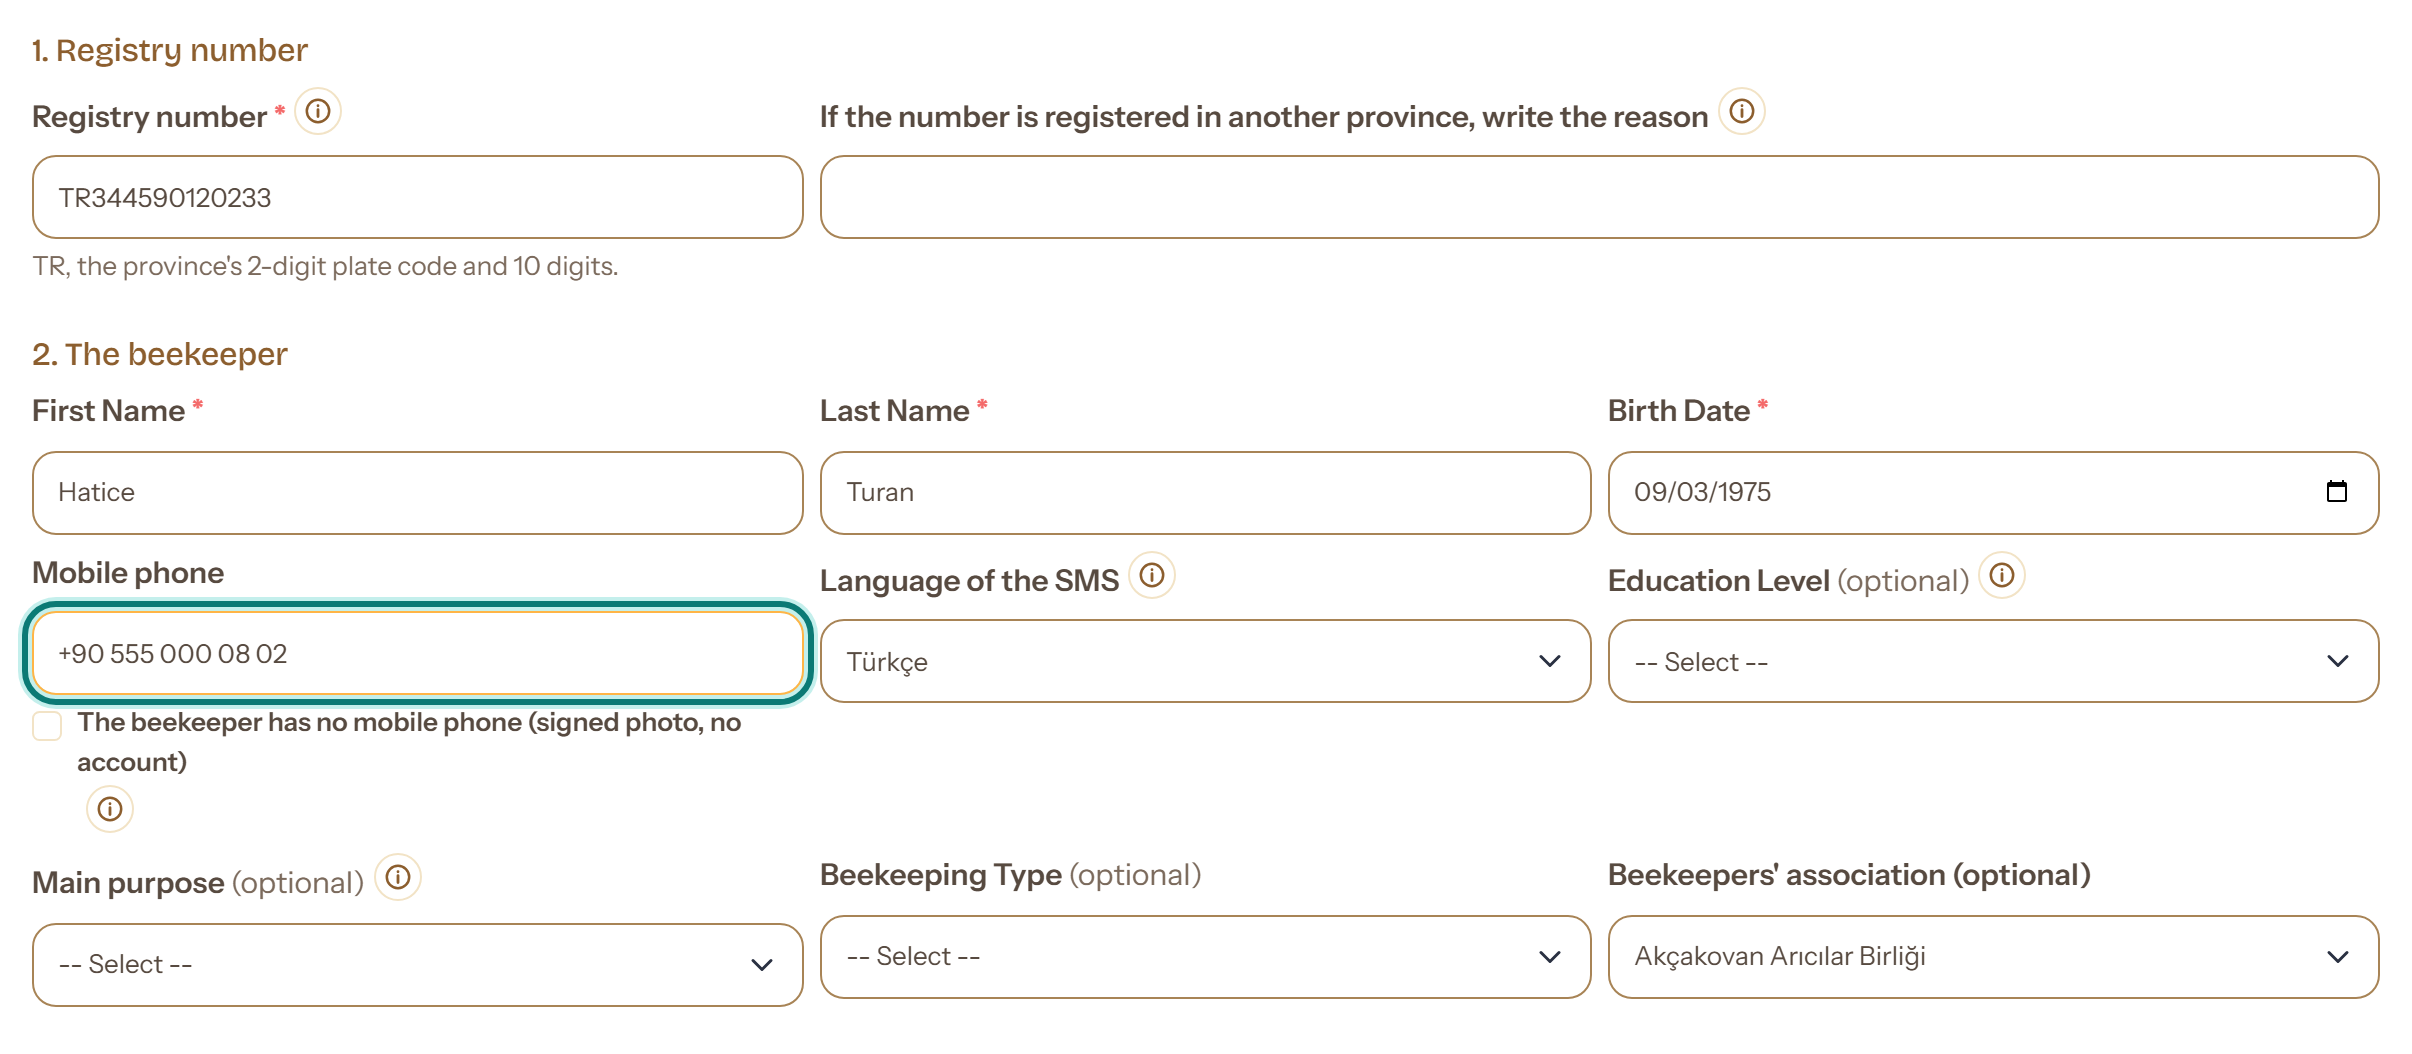 1. Registry number
Registry number *
If the number is registered in another province, write the reason
TR344590120233
TR, the province's 2-digit plate code and 10 digits.
2. The beekeeper
First Name *
Last Name *
Birth Date *
Hatice
Turan
09/03/1975
Mobile phone
Language of the SMS
Education Level (optional)
+90 555 000 08 02
Türkçe
-- Select --
The beekeeper has no mobile phone (signed photo, no
account)
Main purpose (optional)
Beekeeping Type (optional)
Beekeepers' association (optional)
-- Select --
-- Select --
Akçakovan Arıcılar Birliği